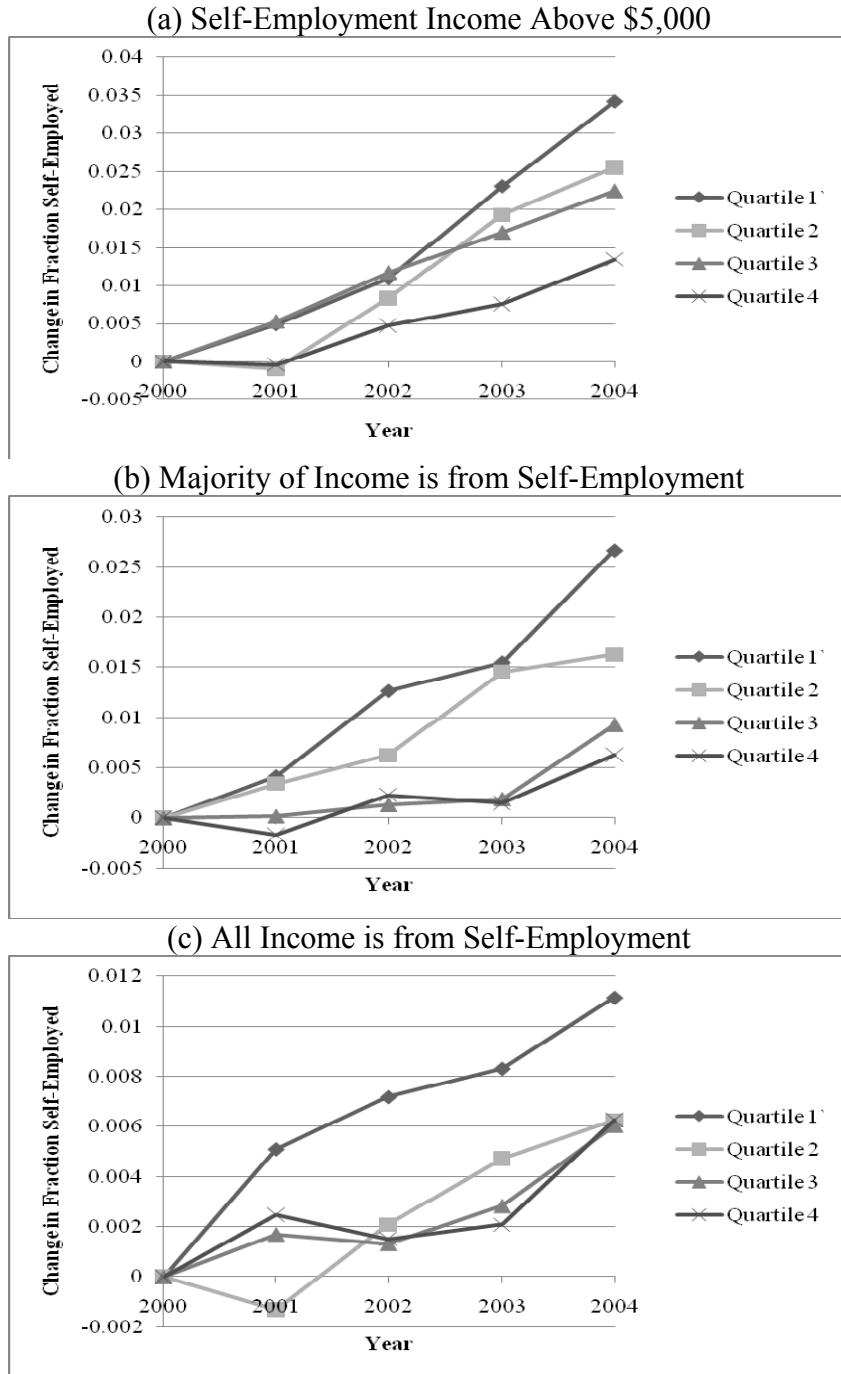 (a) Self-Employment Income Above $5,000
0.04
0.035
0.03
0.025
0.02
0.015
0.01
0.005
0
-0.005
Change in Fraction Self-Employed
2000 2001 2002 2003 2004
Year
Quartile 1`
Quartile 2
Quartile 3
Quartile 4
(b) Majority of Income is from Self-Employment
0.03
0.025
0.02
0.015
0.01
0.005
0
-0.005
Change in Fraction Self-Employed
2000 2001 2002 2003 2004
Year
Quartile 1`
Quartile 2
Quartile 3
Quartile 4
(c) All Income is from Self-Employment
0.012
0.01
0.008
0.006
0.004
0.002
0
-0.002
Change in Fraction Self-Employed
2000 2001 2002 2003 2004
Year
Quartile 1`
Quartile 2
Quartile 3
Quartile 4